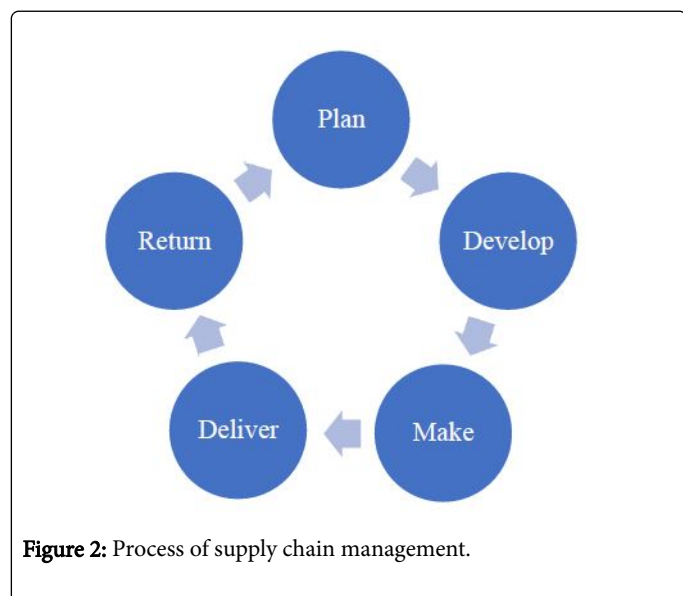 Plan
Develop
Make
Deliver
Return
Figure 2: Process of supply chain management.